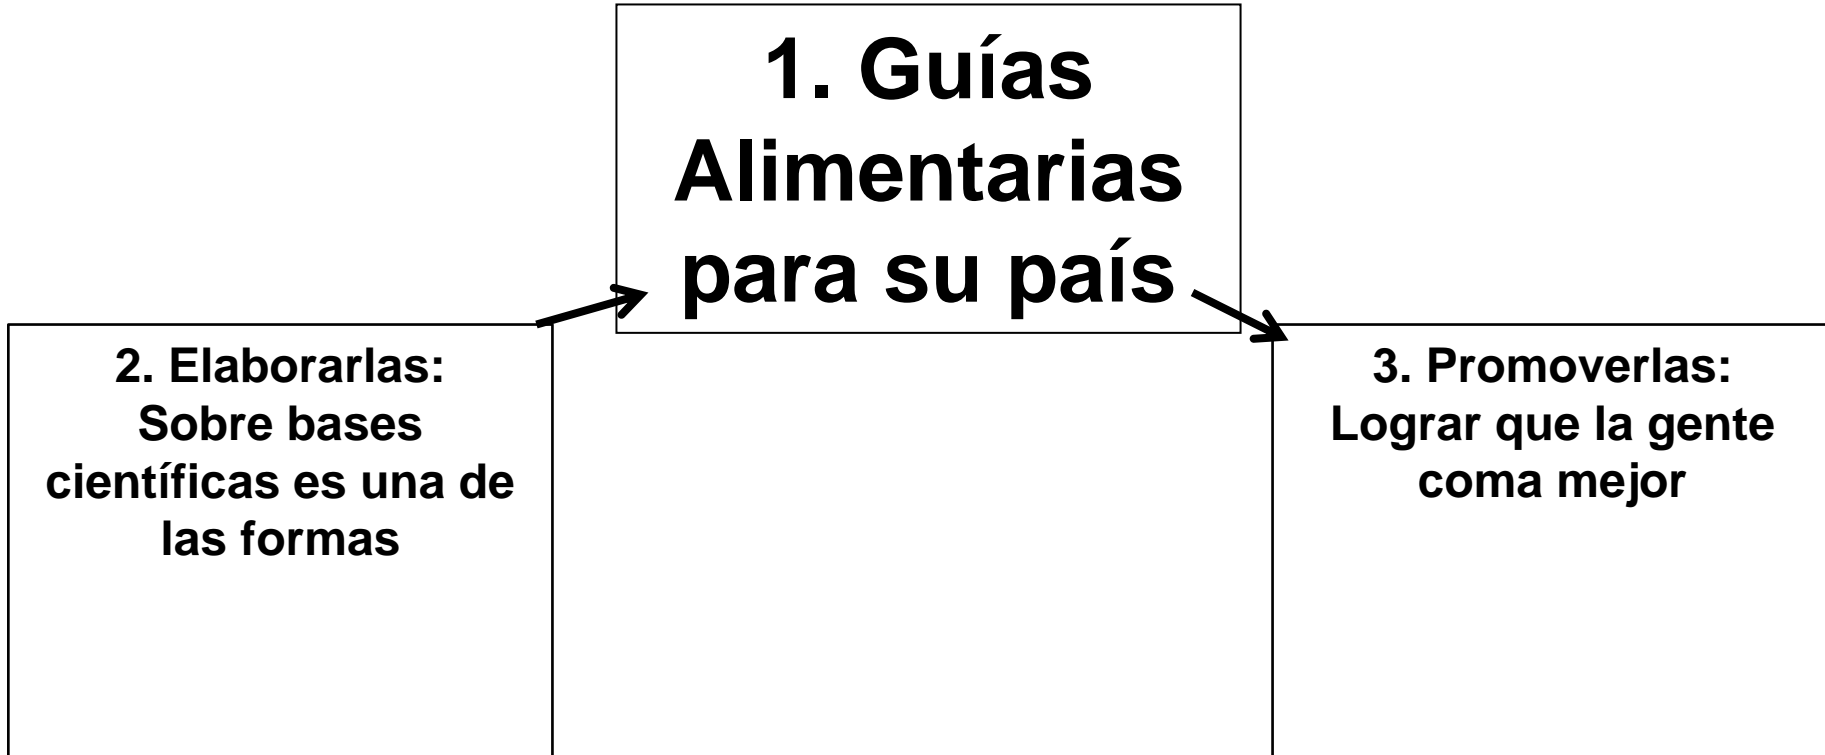 1. Guías
Alimentarias
para su país
2. Elaborarlas:
Sobre bases
científicas es una de
las formas
3. Promoverlas:
Lograr que la gente
coma mejor